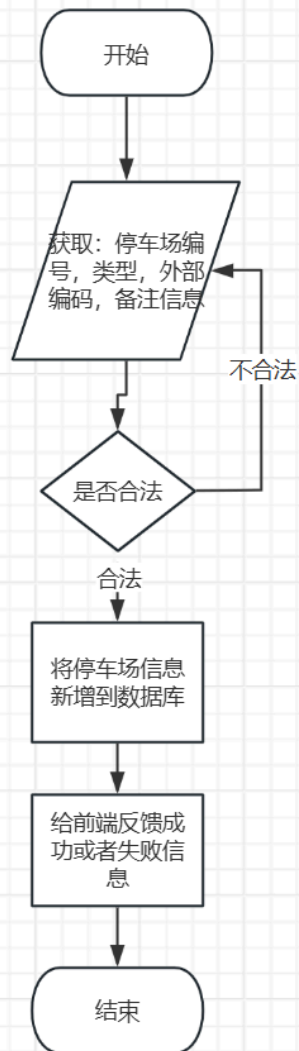 开始
获取：停车场编
号，类型，外部
编码，备注信息
不合法
是否合法
合法
将停车场信息
新增到数据库
给前端反馈成
功或者失败信
息
结束